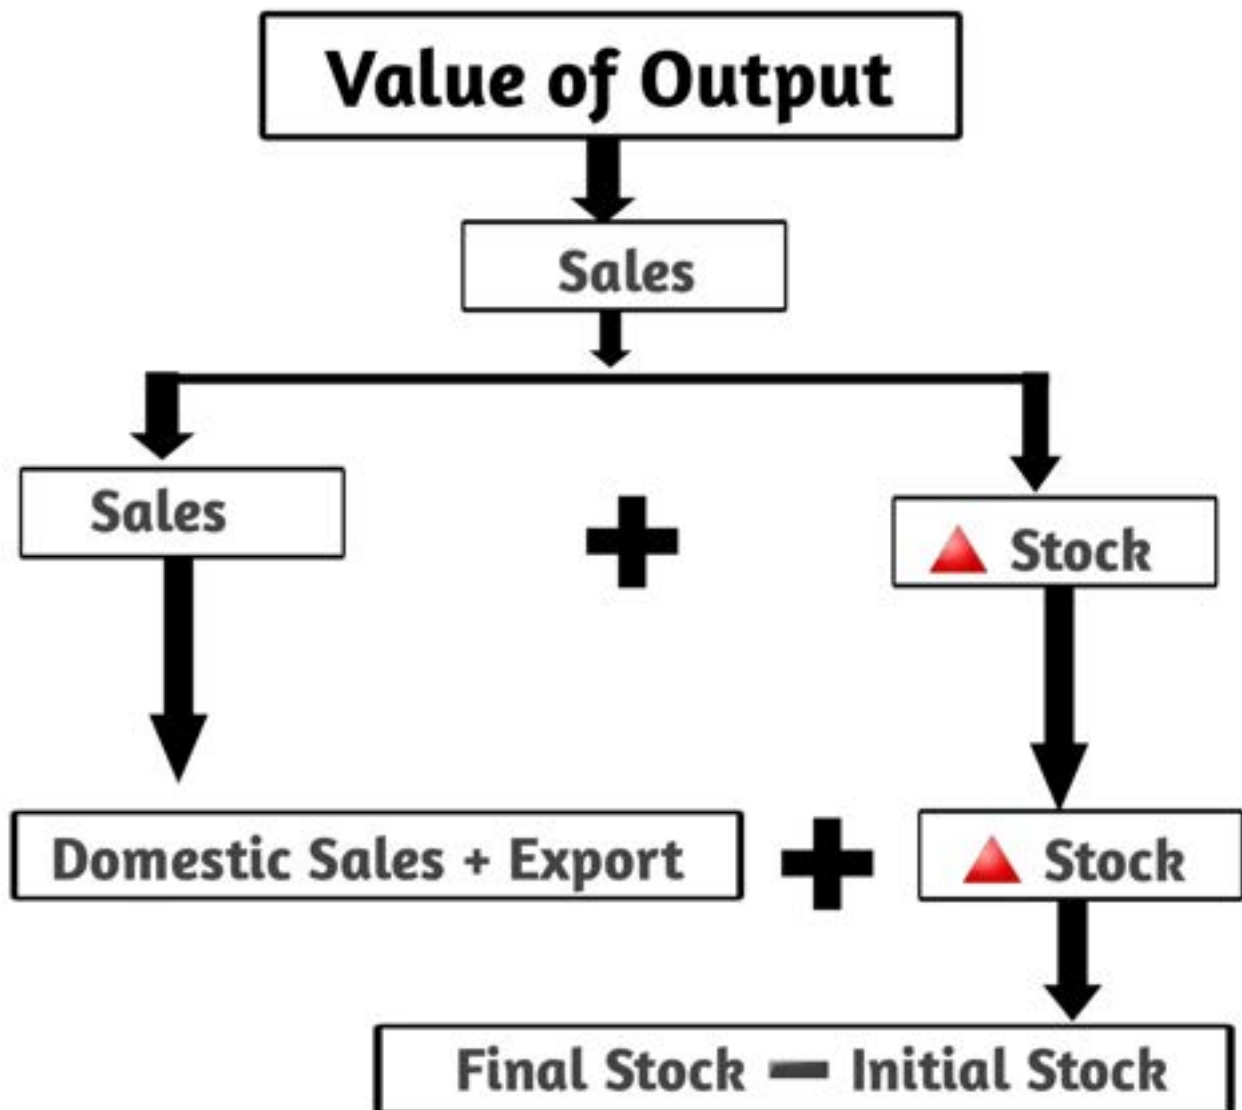 Value of Output
Sales
Sales
Stock
Domestic Sales + Export
Stock
Final Stock - Initial Stock